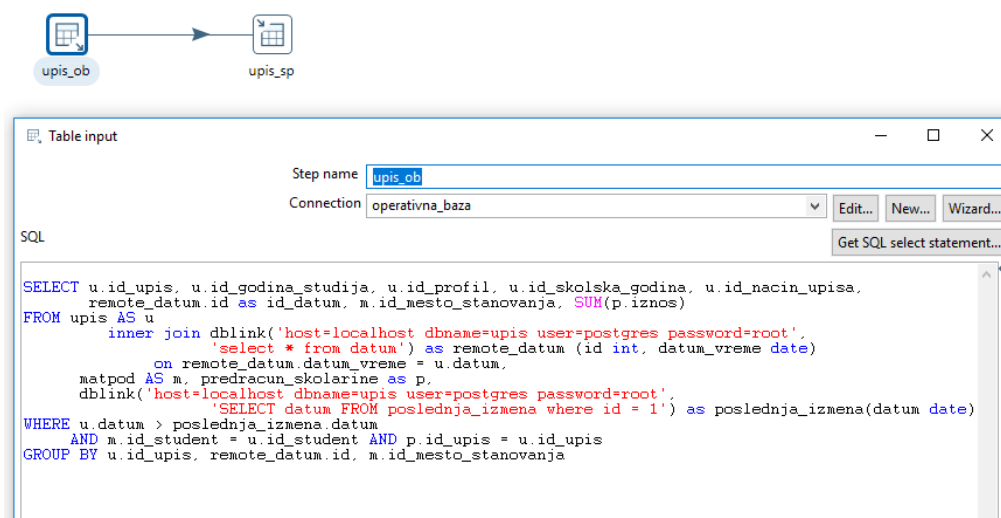 upis_ob
upis_sp
Table input
Step name
upis_ob
Connection
operativna_baza
Edit...
New...
Wizard...
SQL
Get SQL select statement...
SELECT u.id_upis, u.id_godina_studija, u.id_profil, u.id_skolska_godina, u.id_nacin_upisa,
remote_datum.id as id_datum, m.id_mesto_stanovanja, SUM(p.iznos)
FROM upis AS u
inner join dblink('host=localhost dbname=upis user=postgres password=root',
'select * from datum') as remote_datum (id int, datum_vreme date)
on remote_datum.datum_vreme = u.datum,
matpod AS m, predracun_skolarine as p,
dblink('host=localhost dbname=upis user=postgres password=root',
'SELECT datum FROM poslednja_izmena where id = 1') as poslednja_izmena(datum date)
WHERE u.datum > poslednja_izmena.datum
AND m.id_student = u.id_student AND p.id_upis = u.id_upis
GROUP BY u.id_upis, remote_datum.id, m.id_mesto_stanovanja